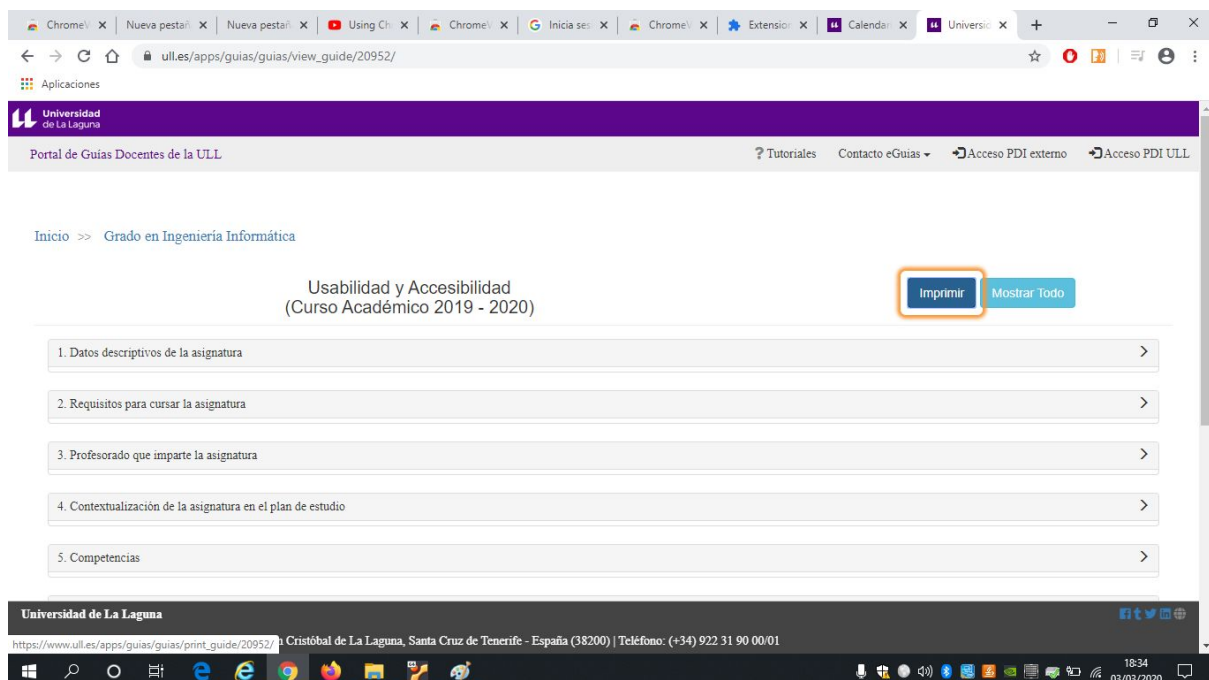 ChromeV Nueva pestañ Nueva pestañ Using Ch ChromeV Inicia ses ChromeV Extension Calendari Universid
ull.es/apps/guias/guias/view_guide/20952/
Aplicaciones
Universidad
de La Laguna
Portal de Guías Docentes de la ULL ? Tutoriales Contacto eGuias Acceso PDI externo Acceso PDI ULL
Inicio >> Grado en Ingeniería Informática
Usabilidad y Accesibilidad
(Curso Académico 2019 - 2020)
Imprimir Mostrar Todo
1. Datos descriptivos de la asignatura
2. Requisitos para cursar la asignatura
3. Profesorado que imparte la asignatura
4. Contextualización de la asignatura en el plan de estudio
5. Competencias
Universidad de La Laguna
https://www.ull.es/apps/guias/guias/print_guide/20952/ Cristóbal de La Laguna, Santa Cruz de Tenerife - España (38200) | Teléfono: (+34) 922 31 90 00/01
18:34
03/03/2020